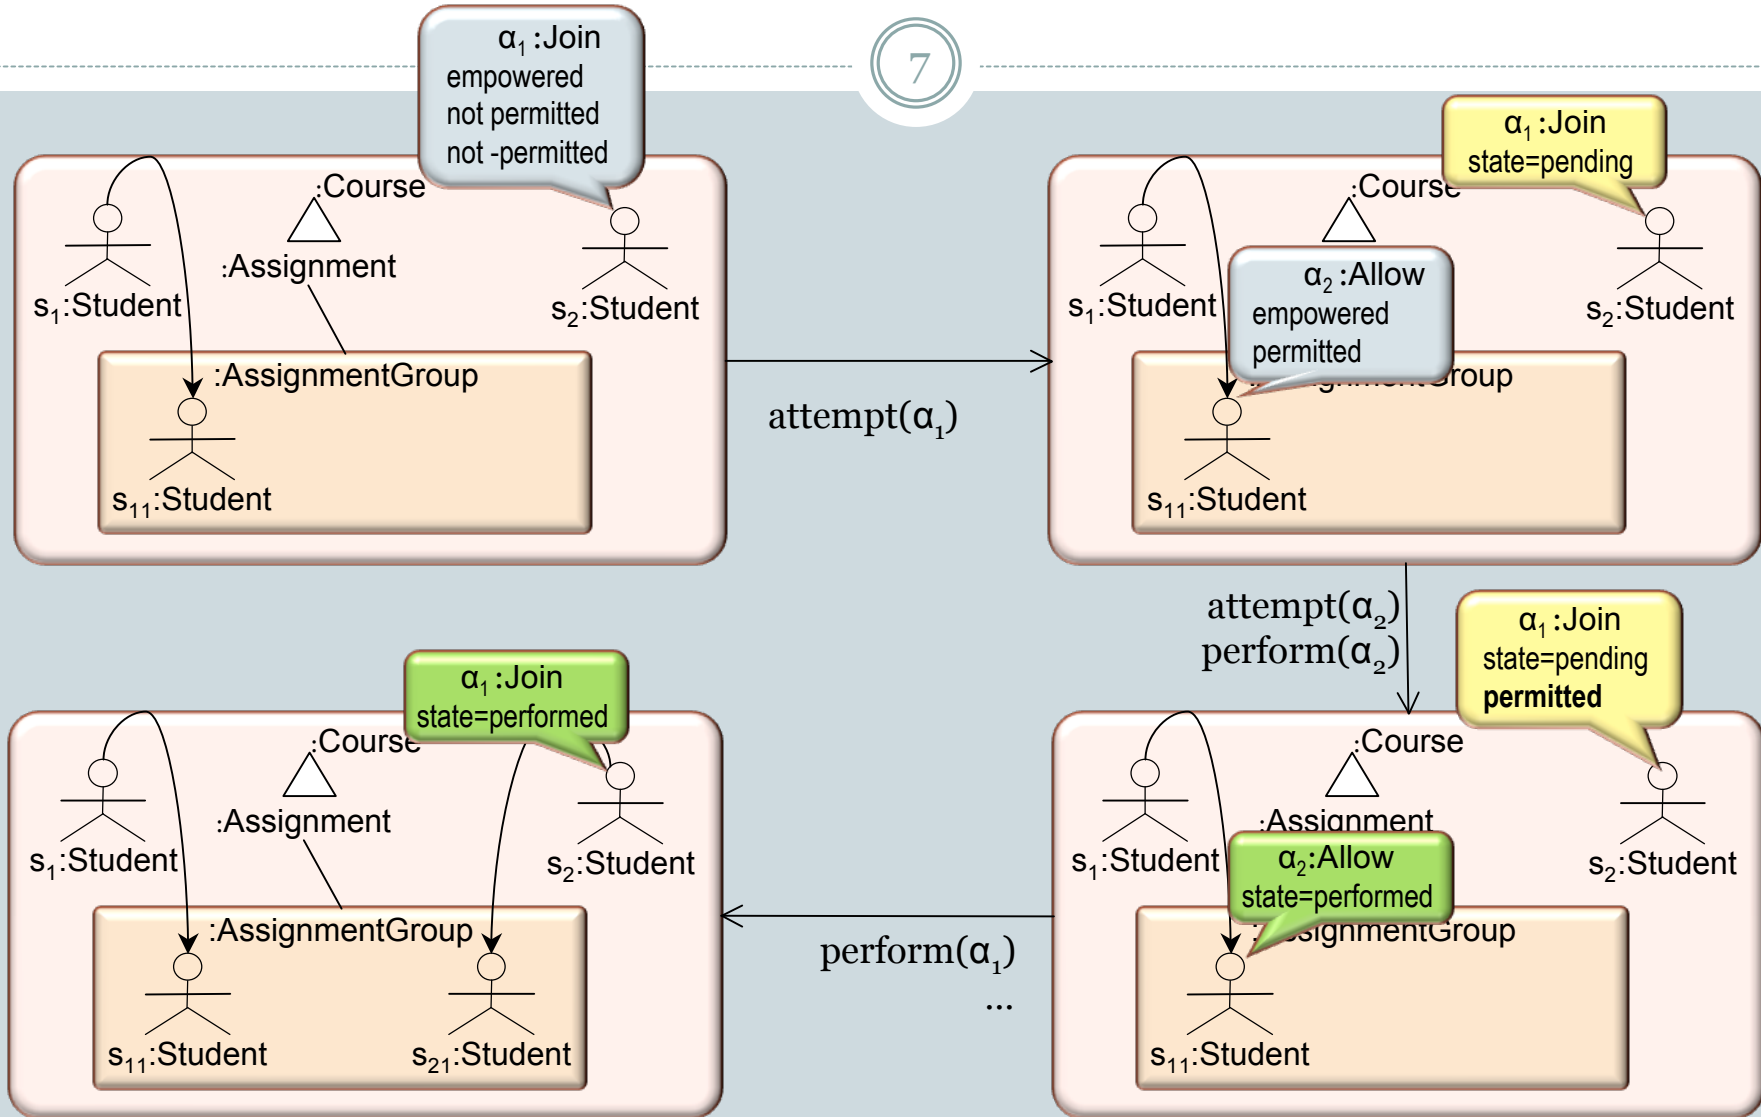 7
α₁ :Join
empowered
not permitted
not -permitted
:Course
:Assignment
s₁:Student
s₂:Student
:AssignmentGroup
s₁₁:Student
attempt(α₁)
α₁ :Join
state=pending
:Course
α₂ :Allow
empowered
permitted
s₁:Student
s₂:Student
s₁₁:Student
attempt(α₂)
perform(α₂)
α₁ :Join
state=pending
permitted
:Course
:Assignment
s₁:Student
α₂:Allow
state=performed
s₂:Student
s₁₁:Student
perform(α₁)
...
α₁ :Join
state=performed
:Course
:Assignment
s₁:Student
s₂:Student
:AssignmentGroup
s₁₁:Student
s₂₁:Student